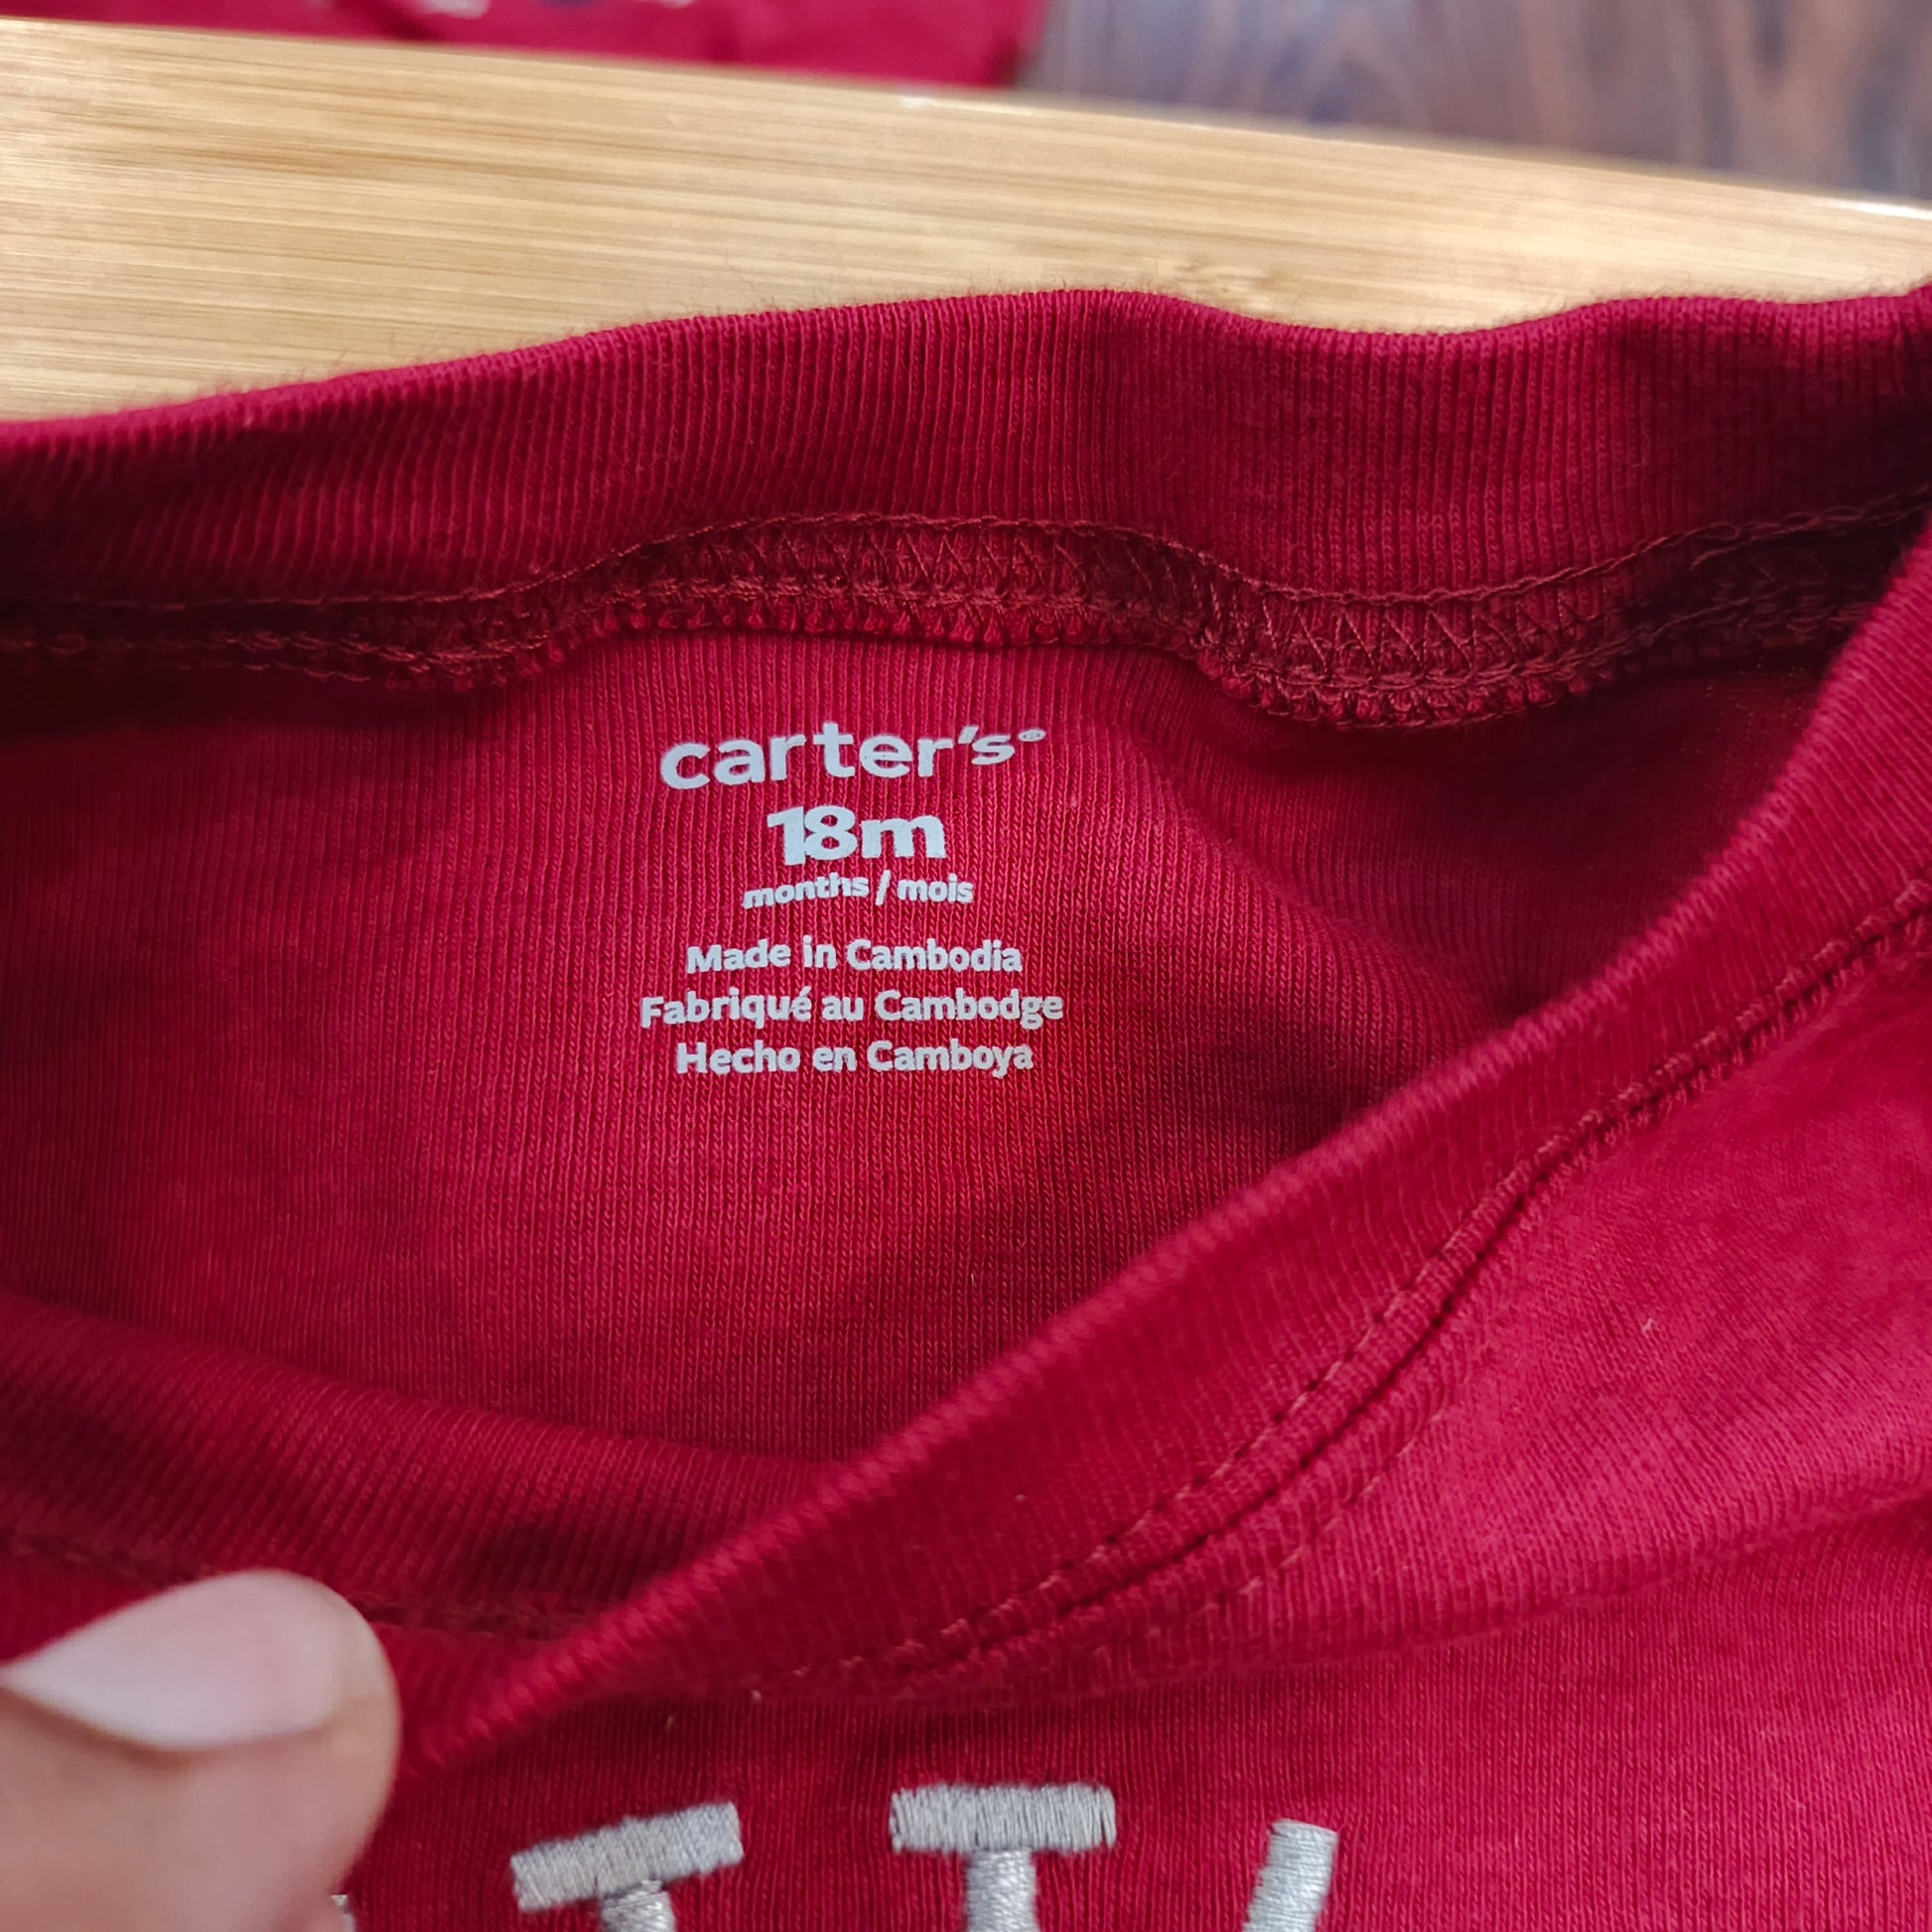 carter's®
18m
months / mois
Made in Cambodia
Fabriqué au Cambodge
Hecho en Camboya